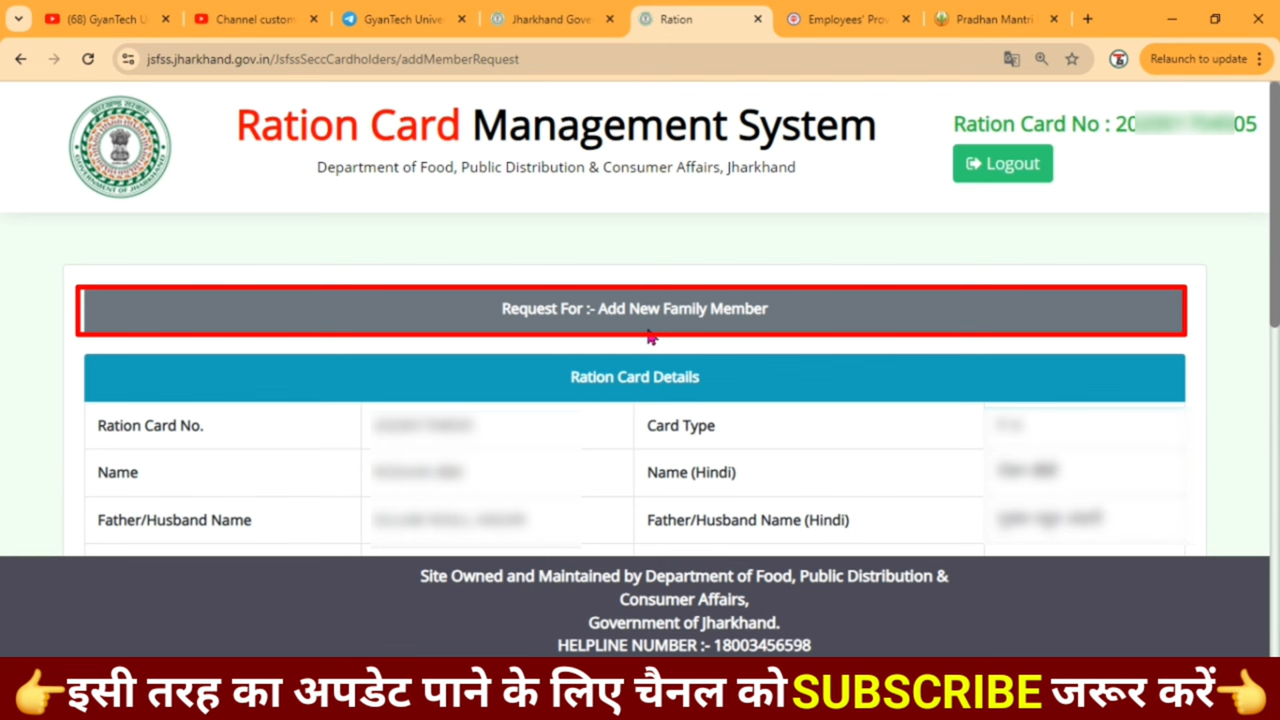 (68) GyanTech U
Channel custom
GyanTech Unive
Jharkhand Gove
Ration
Employees' Pro
Pradhan Mantri
jsfss.jharkhand.gov.in/JsfssSeccCardholders/addMemberRequest
Relaunch to update
Ration Card Management System
Department of Food, Public Distribution & Consumer Affairs, Jharkhand
Ration Card No : 20 05
Logout
Request For :- Add New Family Member
Ration Card Details
Ration Card No.
Card Type
Name
Name (Hindi)
Father/Husband Name
Father/Husband Name (Hindi)
Site Owned and Maintained by Department of Food, Public Distribution &
Consumer Affairs,
Government of Jharkhand.
HELPLINE NUMBER :- 18003456598
👉इसी तरह का अपडेट पाने के लिए चैनल को SUBSCRIBE जरूर करें👈